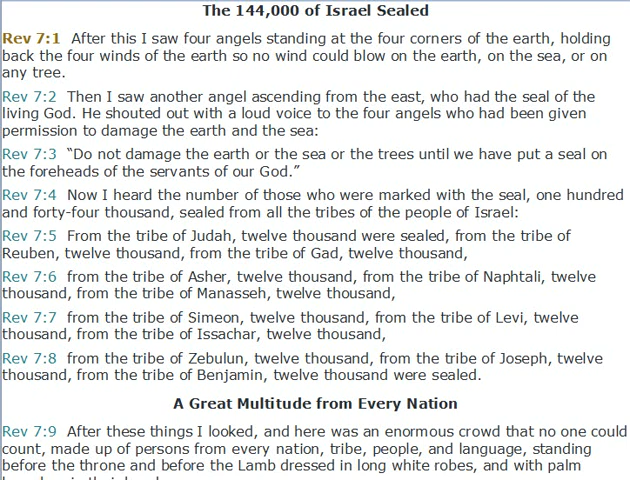 The 144,000 of Israel Sealed
Rev 7:1 After this I saw four angels standing at the four corners of the earth, holding
back the four winds of the earth so no wind could blow on the earth, on the sea, or on
any tree.
Rev 7:2 Then I saw another angel ascending from the east, who had the seal of the
living God. He shouted out with a loud voice to the four angels who had been given
permission to damage the earth and the sea:
Rev 7:3 “Do not damage the earth or the sea or the trees until we have put a seal on
the foreheads of the servants of our God.”
Rev 7:4 Now I heard the number of those who were marked with the seal, one hundred
and forty-four thousand, sealed from all the tribes of the people of Israel:
Rev 7:5 From the tribe of Judah, twelve thousand were sealed, from the tribe of
Reuben, twelve thousand, from the tribe of Gad, twelve thousand,
Rev 7:6 from the tribe of Asher, twelve thousand, from the tribe of Naphtali, twelve
thousand, from the tribe of Manasseh, twelve thousand,
Rev 7:7 from the tribe of Simeon, twelve thousand, from the tribe of Levi, twelve
thousand, from the tribe of Issachar, twelve thousand,
Rev 7:8 from the tribe of Zebulun, twelve thousand, from the tribe of Joseph, twelve
thousand, from the tribe of Benjamin, twelve thousand were sealed.
A Great Multitude from Every Nation
Rev 7:9 After these things I looked, and here was an enormous crowd that no one could
count, made up of persons from every nation, tribe, people, and language, standing
before the throne and before the Lamb dressed in long white robes, and with palm